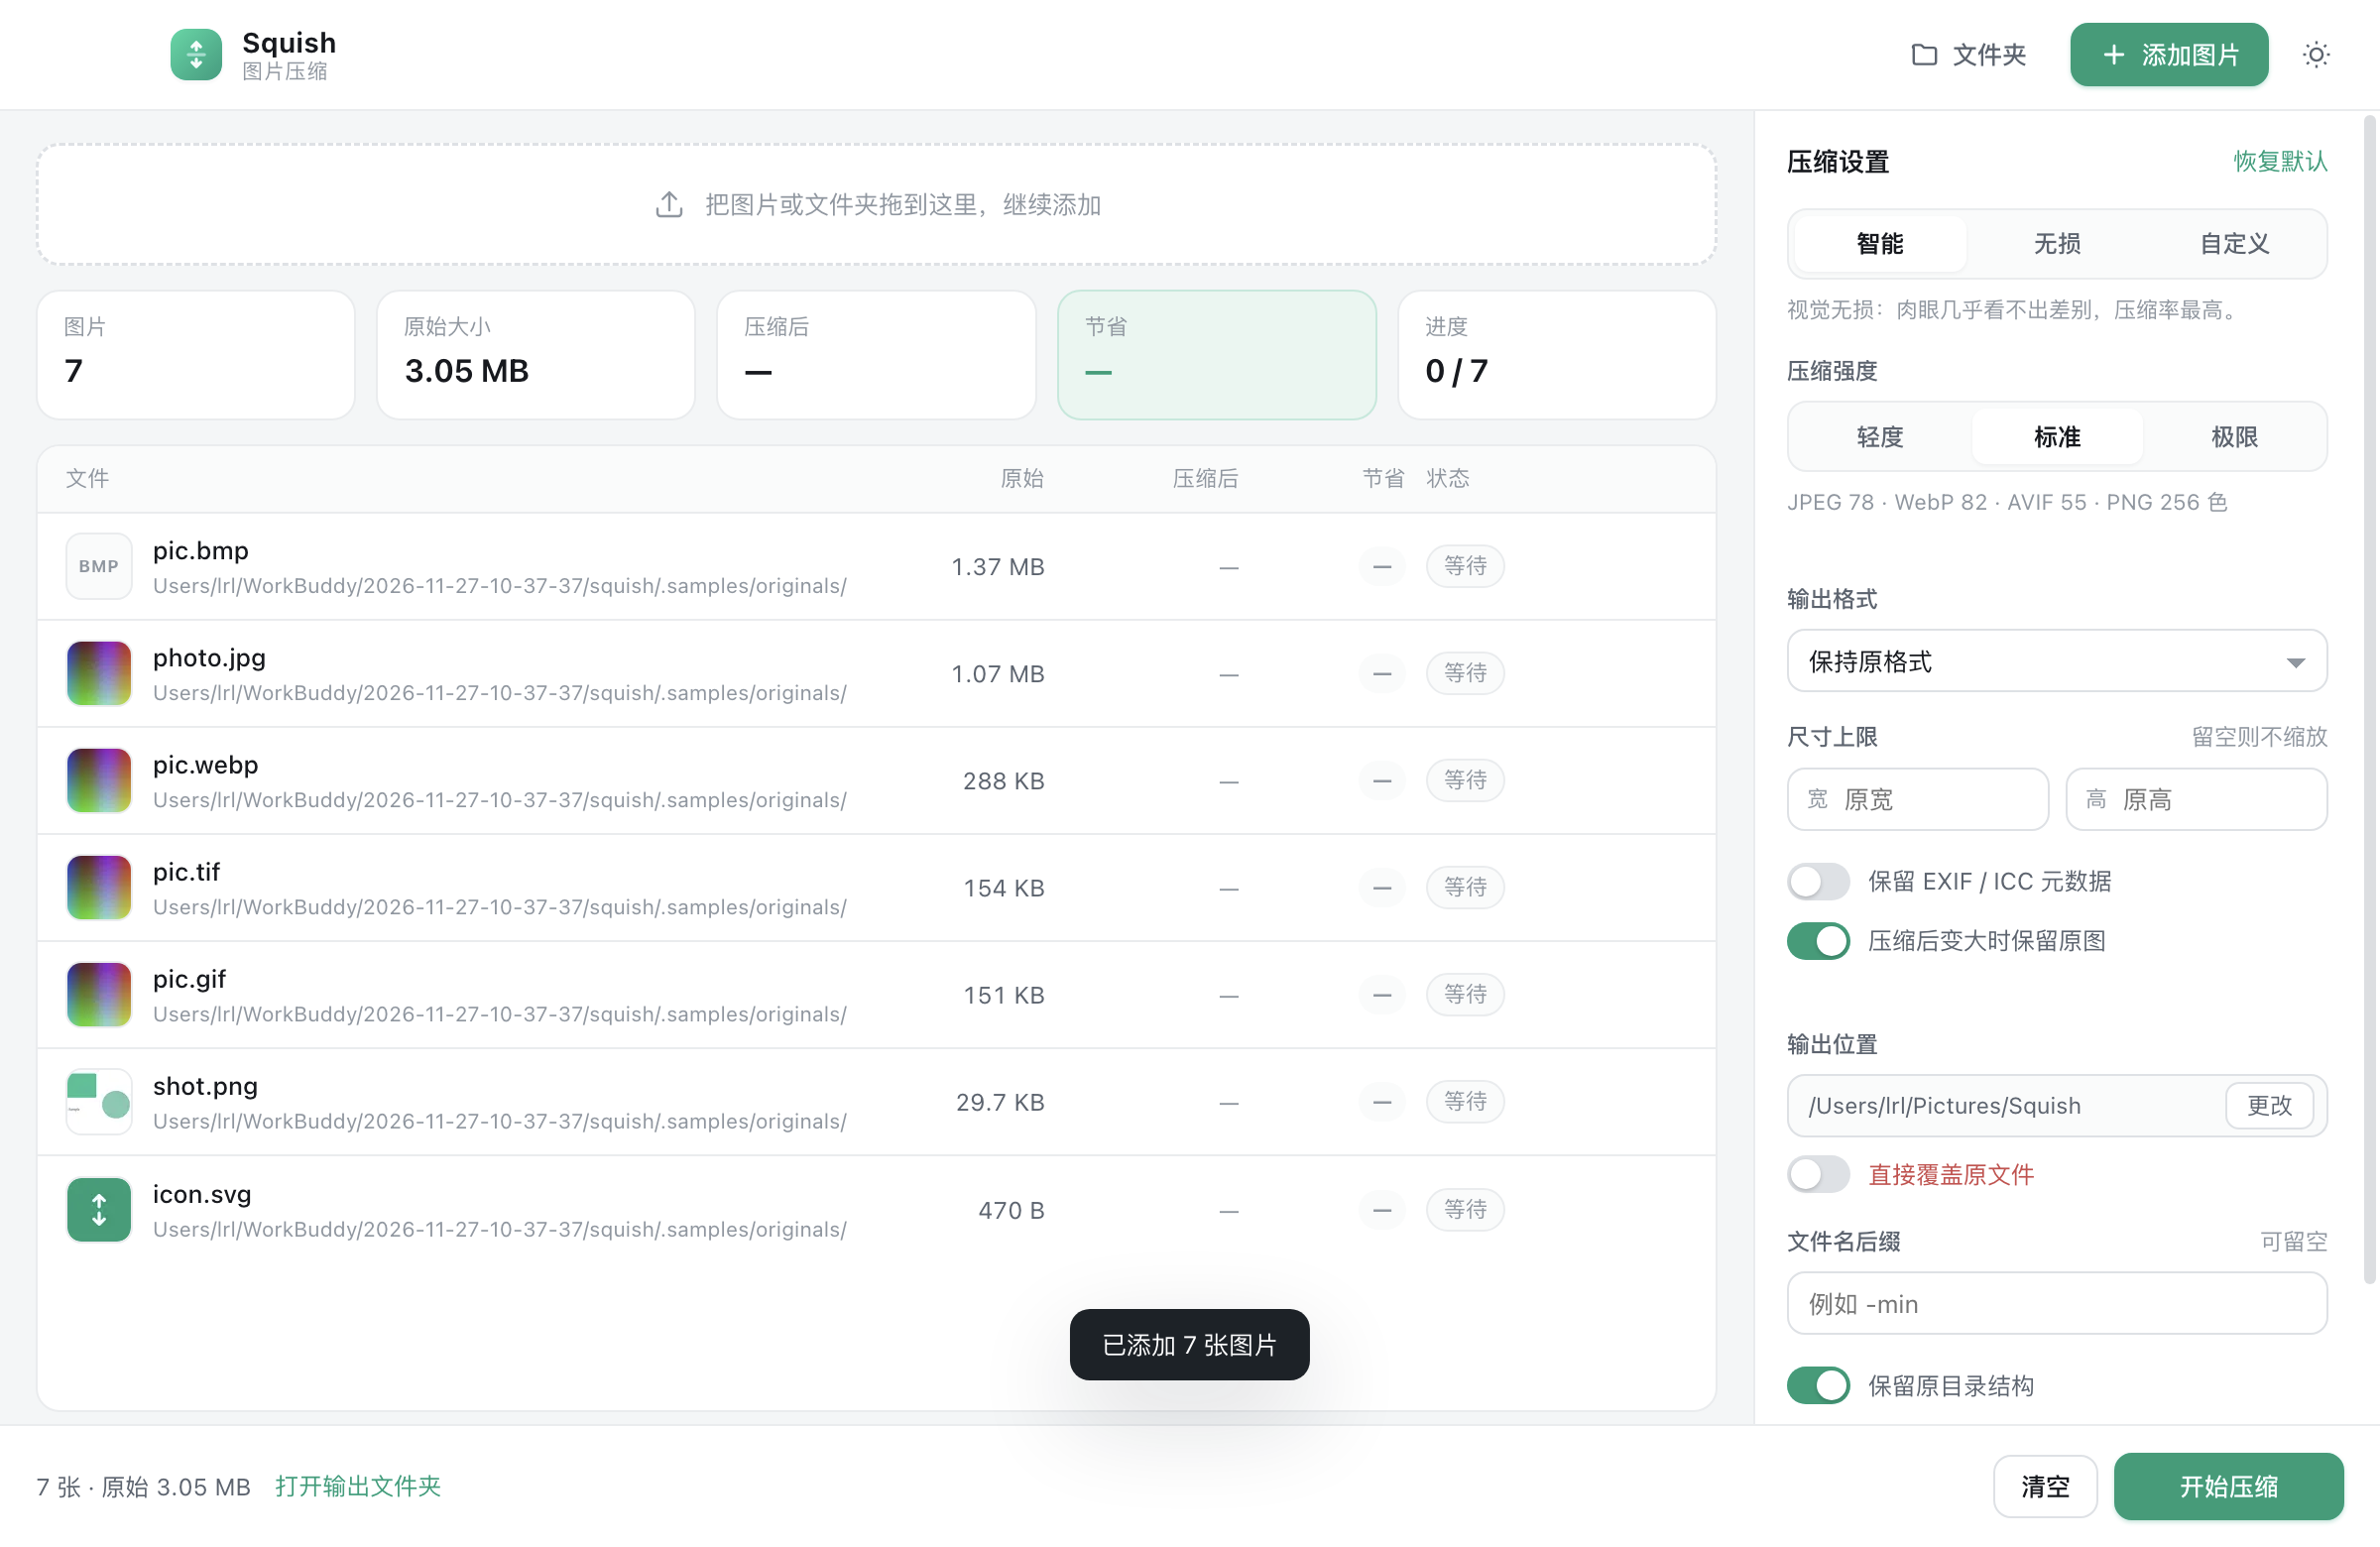 Squish
图片压缩
文件夹
添加图片
把图片或文件夹拖到这里，继续添加
图片
7
原始大小
3.05 MB
压缩后
—
节省
—
进度
0 / 7
文件 原始 压缩后 节省 状态
BMP
pic.bmp
Users/lrl/WorkBuddy/2026-11-27-10-37-37/squish/.samples/originals/
1.37 MB — — 等待
photo.jpg
Users/lrl/WorkBuddy/2026-11-27-10-37-37/squish/.samples/originals/
1.07 MB — — 等待
pic.webp
Users/lrl/WorkBuddy/2026-11-27-10-37-37/squish/.samples/originals/
288 KB — — 等待
pic.tif
Users/lrl/WorkBuddy/2026-11-27-10-37-37/squish/.samples/originals/
154 KB — — 等待
pic.gif
Users/lrl/WorkBuddy/2026-11-27-10-37-37/squish/.samples/originals/
151 KB — — 等待
shot.png
Users/lrl/WorkBuddy/2026-11-27-10-37-37/squish/.samples/originals/
29.7 KB — — 等待
icon.svg
Users/lrl/WorkBuddy/2026-11-27-10-37-37/squish/.samples/originals/
470 B — — 等待
已添加 7 张图片
压缩设置 恢复默认
智能 无损 自定义
视觉无损：肉眼几乎看不出差别，压缩率最高。
压缩强度
轻度 标准 极限
JPEG 78 · WebP 82 · AVIF 55 · PNG 256 色
输出格式
保持原格式
尺寸上限 留空则不缩放
宽 原宽 高 原高
保留 EXIF / ICC 元数据
压缩后变大时保留原图
输出位置
/Users/lrl/Pictures/Squish 更改
直接覆盖原文件
文件名后缀 可留空
例如 -min
保留原目录结构
7 张 · 原始 3.05 MB 打开输出文件夹
清空 开始压缩